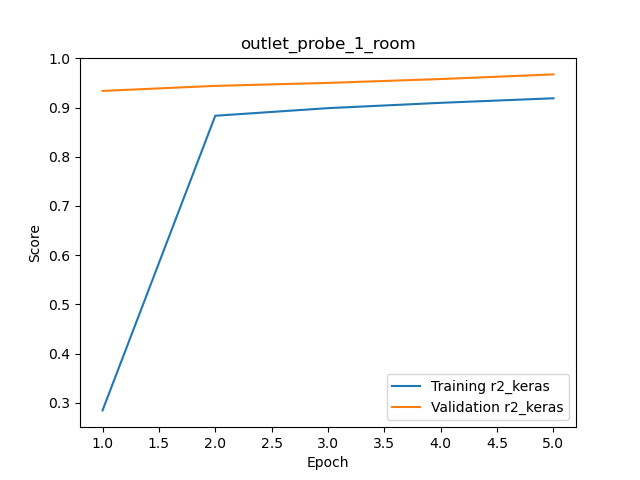 outlet_probe_1_room
1.0
0.9
0.8
0.7
0.6
0.5
0.4
0.3
Score
Training r2_keras
Validation r2_keras
1.0 1.5 2.0 2.5 3.0 3.5 4.0 4.5 5.0
Epoch